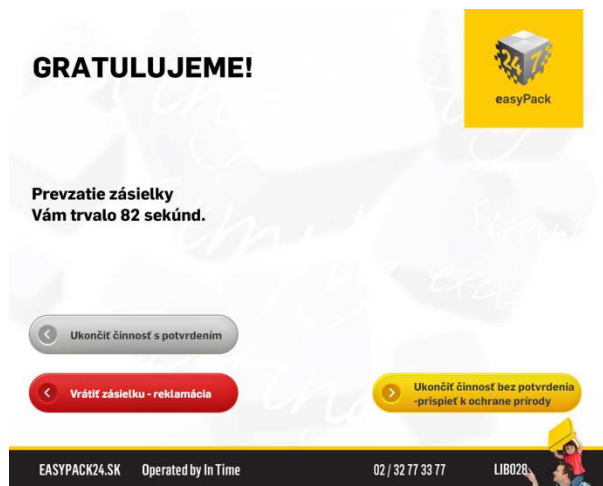 GRATULUJEME!
24 7
easyPack
Prevzatie zásielky
Vám trvalo 82 sekúnd.
Ukončiť činnosť s potvrdením
Vrátiť zásielku - reklamácia
Ukončiť činnosť bez potvrdenia
-prispieť k ochrane prírody
EASYPACK24.SK Operated by In Time 02 / 32 77 33 77 LIB028